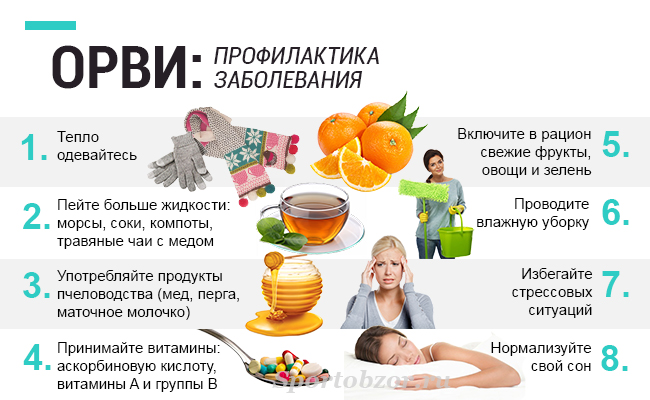 ОРВИ: ПРОФИЛАКТИКА
ЗАБОЛЕВАНИЯ
1. Тепло
одевайтесь
2. Пейте больше жидкости:
морсы, соки, компоты,
травяные чаи с медом
3. Употребляйте продукты
пчеловодства (мед, перга,
маточное молочко)
4. Принимайте витамины:
аскорбиновую кислоту,
витамины А и группы В
Включите в рацион 5.
свежие фрукты,
овощи и зелень
Проводите 6.
влажную уборку
Избегайте 7.
стрессовых
ситуаций
Нормализуйте 8.
свой сон
sportobzor.ru